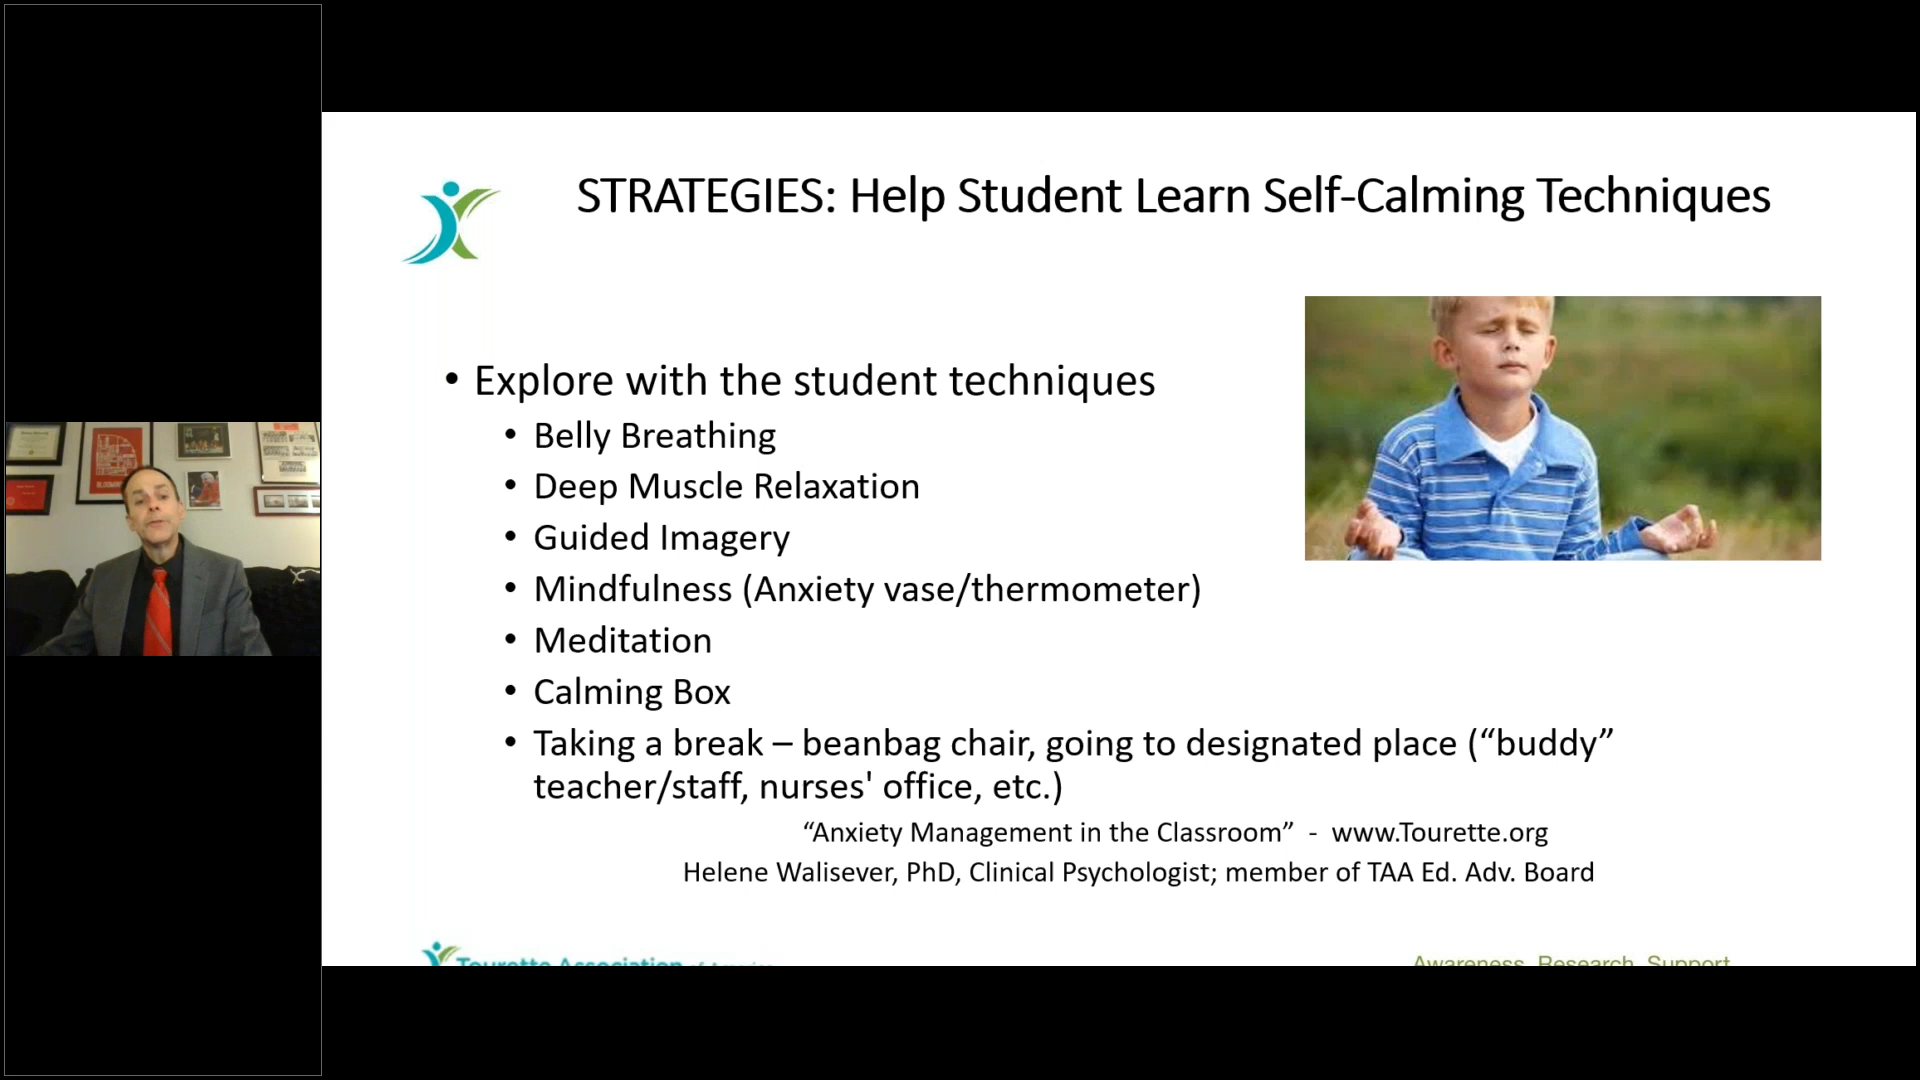 STRATEGIES: Help Student Learn Self-Calming Techniques
• Explore with the student techniques
• Belly Breathing
• Deep Muscle Relaxation
• Guided Imagery
• Mindfulness (Anxiety vase/thermometer)
• Meditation
• Calming Box
• Taking a break – beanbag chair, going to designated place (“buddy”
teacher/staff, nurses' office, etc.)
“Anxiety Management in the Classroom” - www.Tourette.org
Helene Walisever, PhD, Clinical Psychologist; member of TAA Ed. Adv. Board
Tourette Association of America
Awareness. Research. Support.